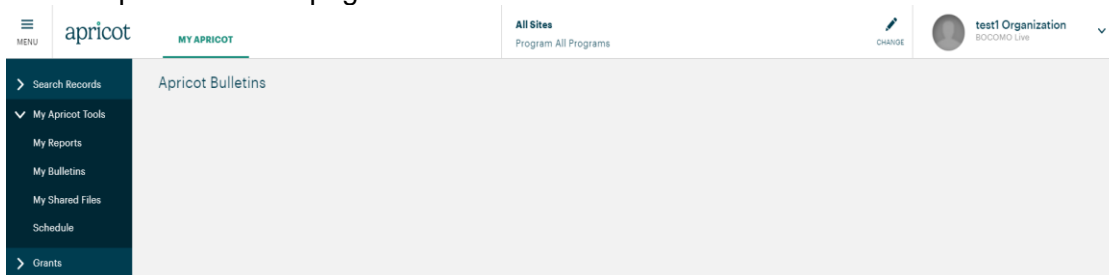 MENU
apricot
MY APRICOT
All Sites
Program All Programs
CHANGE
test1 Organization
BOCOMO Live
Search Records
Apricot Bulletins
My Apricot Tools
My Reports
My Bulletins
My Shared Files
Schedule
Grants